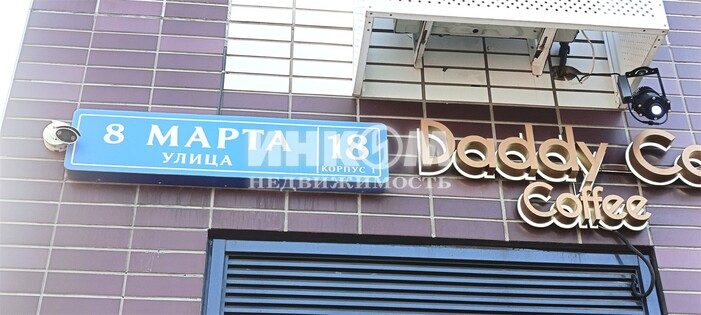 8 МАРТА
УЛИЦА
18
КОРПУС 1
ИНКОМ
НЕДВИЖИМОСТЬ
Daddy Co
Coffee